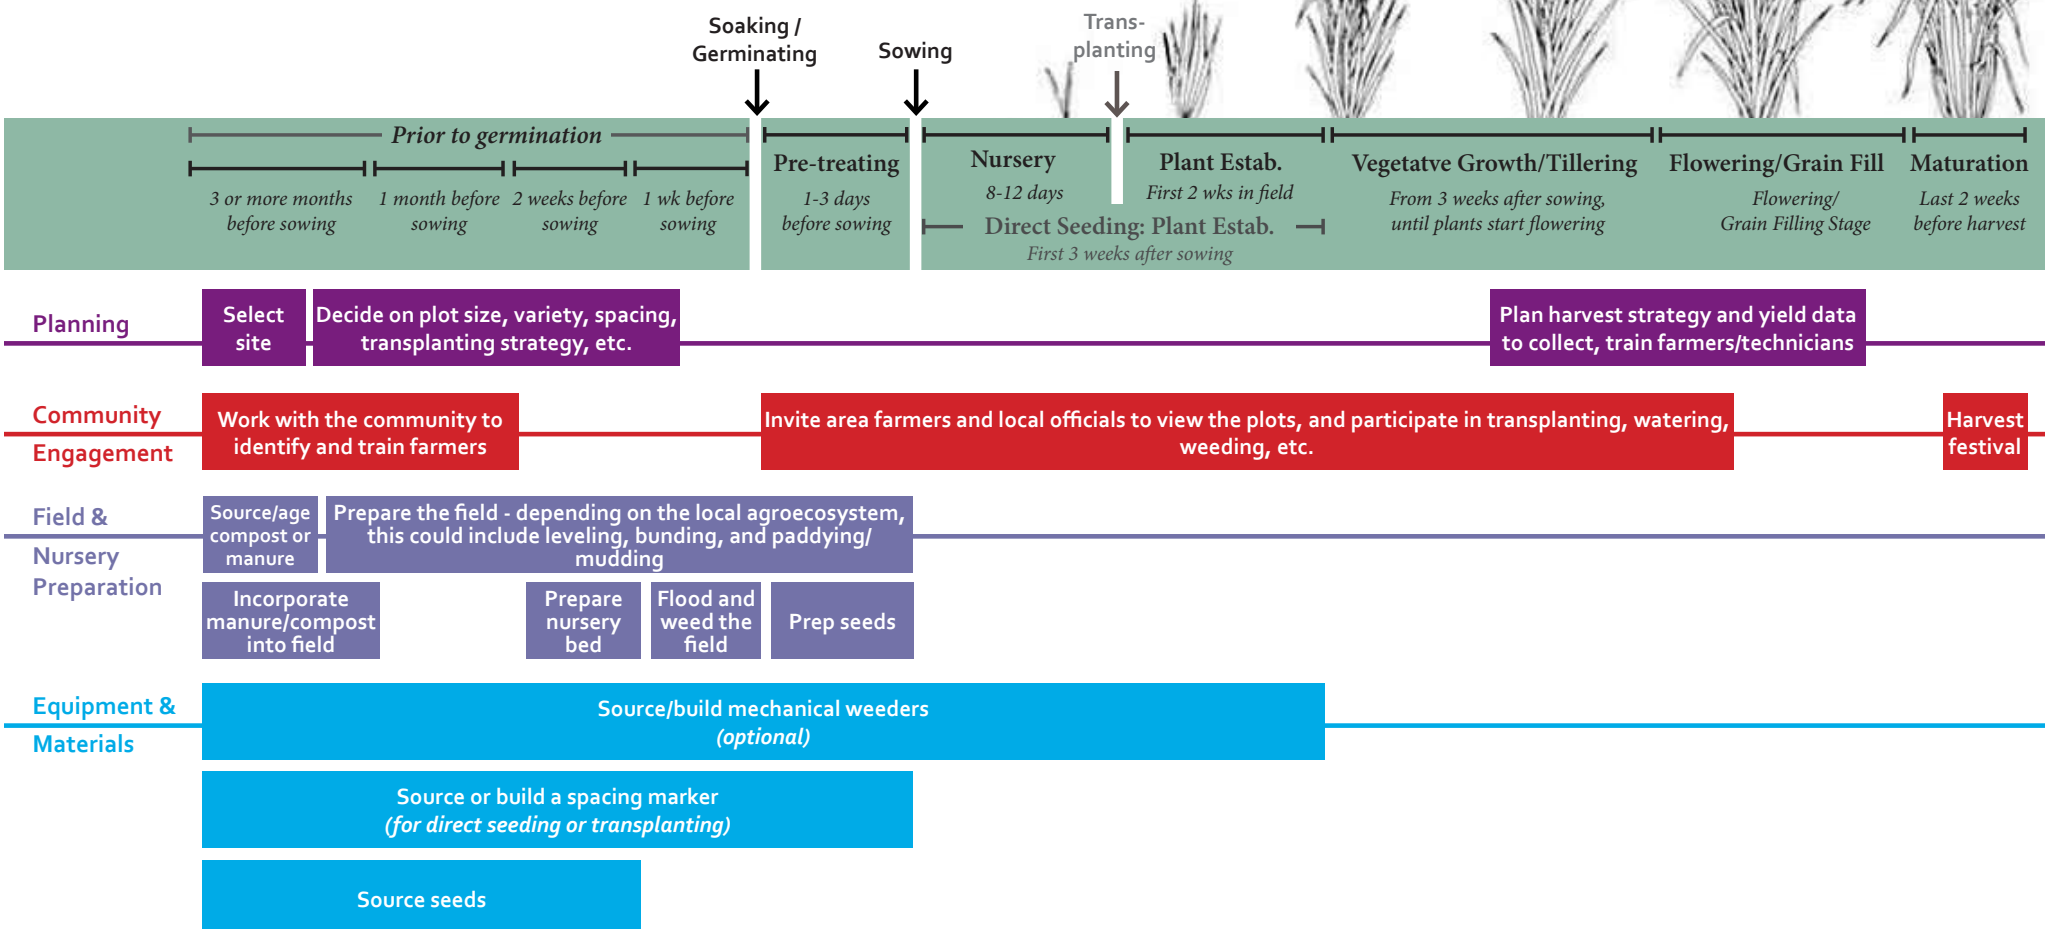 Soaking /
Germinating
Sowing
Trans-
planting
Prior to germination
3 or more months
before sowing
1 month before
sowing
2 weeks before
sowing
1 wk before
sowing
Pre-treating
1-3 days
before sowing
Nursery
8-12 days
Plant Estab.
First 2 wks in field
Direct Seeding: Plant Estab.
First 3 weeks after sowing
Vegetatve Growth/Tillering
From 3 weeks after sowing,
until plants start flowering
Flowering/Grain Fill
Flowering/
Grain Filling Stage
Maturation
Last 2 weeks
before harvest
Planning
Select
site
Decide on plot size, variety, spacing,
transplanting strategy, etc.
Plan harvest strategy and yield data
to collect, train farmers/technicians
Community
Engagement
Work with the community to
identify and train farmers
Invite area farmers and local officials to view the plots, and participate in transplanting, watering,
weeding, etc.
Harvest
festival
Field &
Nursery
Preparation
Source/age
compost or
manure
Prepare the field - depending on the local agroecosystem,
this could include leveling, bunding, and paddying/
mudding
Incorporate
manure/compost
into field
Prepare
nursery
bed
Flood and
weed the
field
Prep seeds
Equipment &
Materials
Source/build mechanical weeders
(optional)
Source or build a spacing marker
(for direct seeding or transplanting)
Source seeds